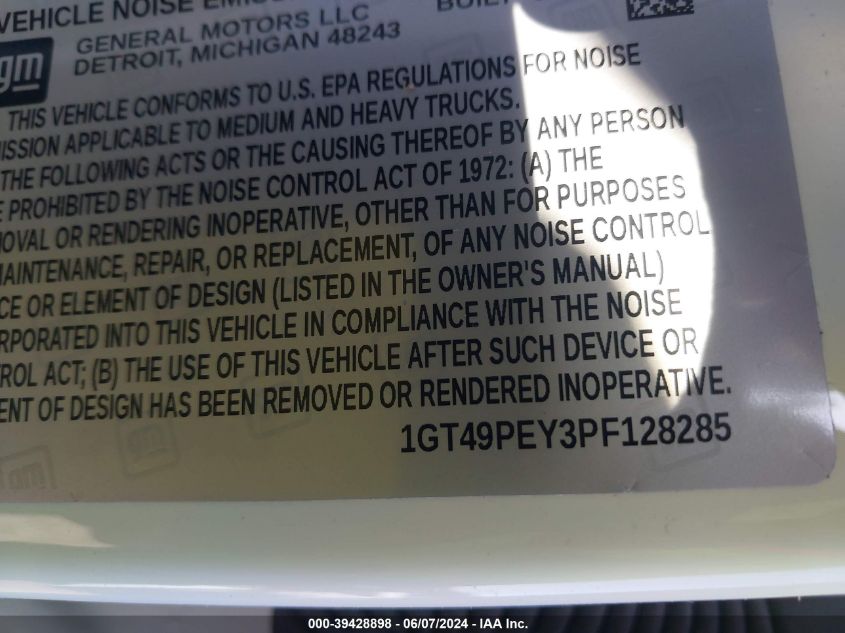 VEHICLE NOISE
gm
GENERAL MOTORS LLC
DETROIT, MICHIGAN 48243
THIS VEHICLE CONFORMS TO U.S. EPA REGULATIONS FOR NOISE
MISSION APPLICABLE TO MEDIUM AND HEAVY TRUCKS.
THE FOLLOWING ACTS OR THE CAUSING THEREOF BY ANY PERSON
E PROHIBITED BY THE NOISE CONTROL ACT OF 1972: (A) THE
MOVAL OR RENDERING INOPERATIVE, OTHER THAN FOR PURPOSES
MAINTENANCE, REPAIR, OR REPLACEMENT, OF ANY NOISE CONTROL
CE OR ELEMENT OF DESIGN (LISTED IN THE OWNER'S MANUAL)
RPORATED INTO THIS VEHICLE IN COMPLIANCE WITH THE NOISE
ROL ACT; (B) THE USE OF THIS VEHICLE AFTER SUCH DEVICE OR
ENT OF DESIGN HAS BEEN REMOVED OR RENDERED INOPERATIVE.
1GT49PEY3PF128285
000-39428898 - 06/07/2024 - IAA, Inc.